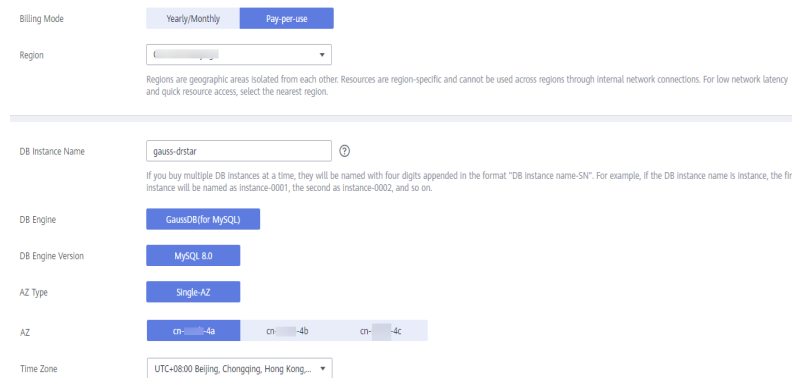 Billing Mode Yearly/Monthly Pay-per-use
Region
Regions are geographic areas isolated from each other. Resources are region-specific and cannot be used across regions through internal network connections. For low network latency
and quick resource access, select the nearest region.
DB Instance Name gauss-drstar
If you buy multiple DB instances at a time, they will be named with four digits appended in the format "DB instance name-SN". For example, if the DB instance name is instance, the fir
instance will be named as instance-0001, the second as instance-0002, and so on.
DB Engine GaussDB(for MySQL)
DB Engine Version MySQL 8.0
AZ Type Single-AZ
AZ cn- -4a cn- -4b cn- -4c
Time Zone UTC+08:00 Beijing, Chongqing, Hong Kong,...